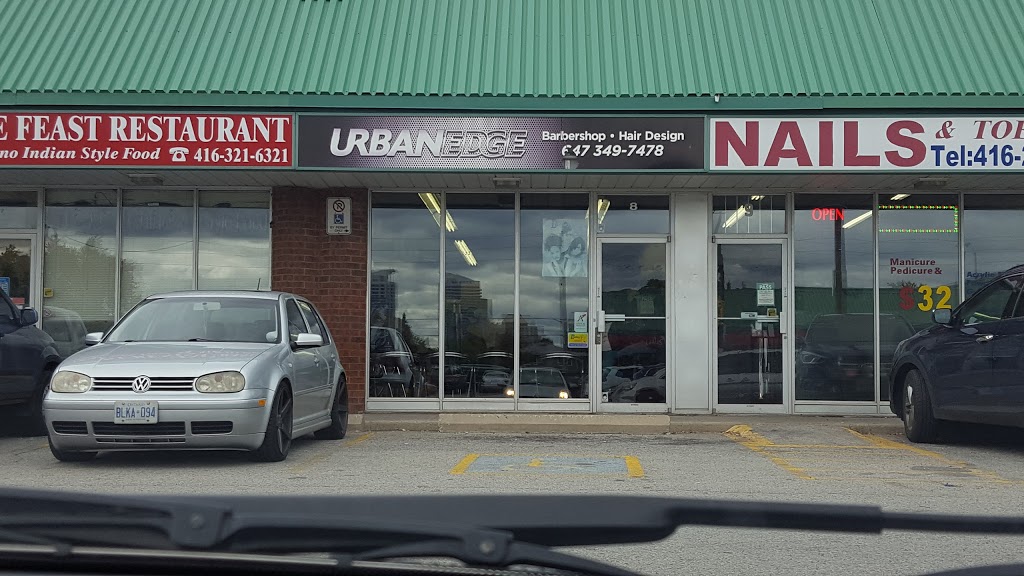 E FEAST RESTAURANT
no Indian Style Food ☎ 416-321-6321
URBANEDGE
Barbershop • Hair Design
647 349-7478
NAILS & TOE
Tel:416-2
8
OPEN
Manicure
Pedicure &
$32
BLKA·094